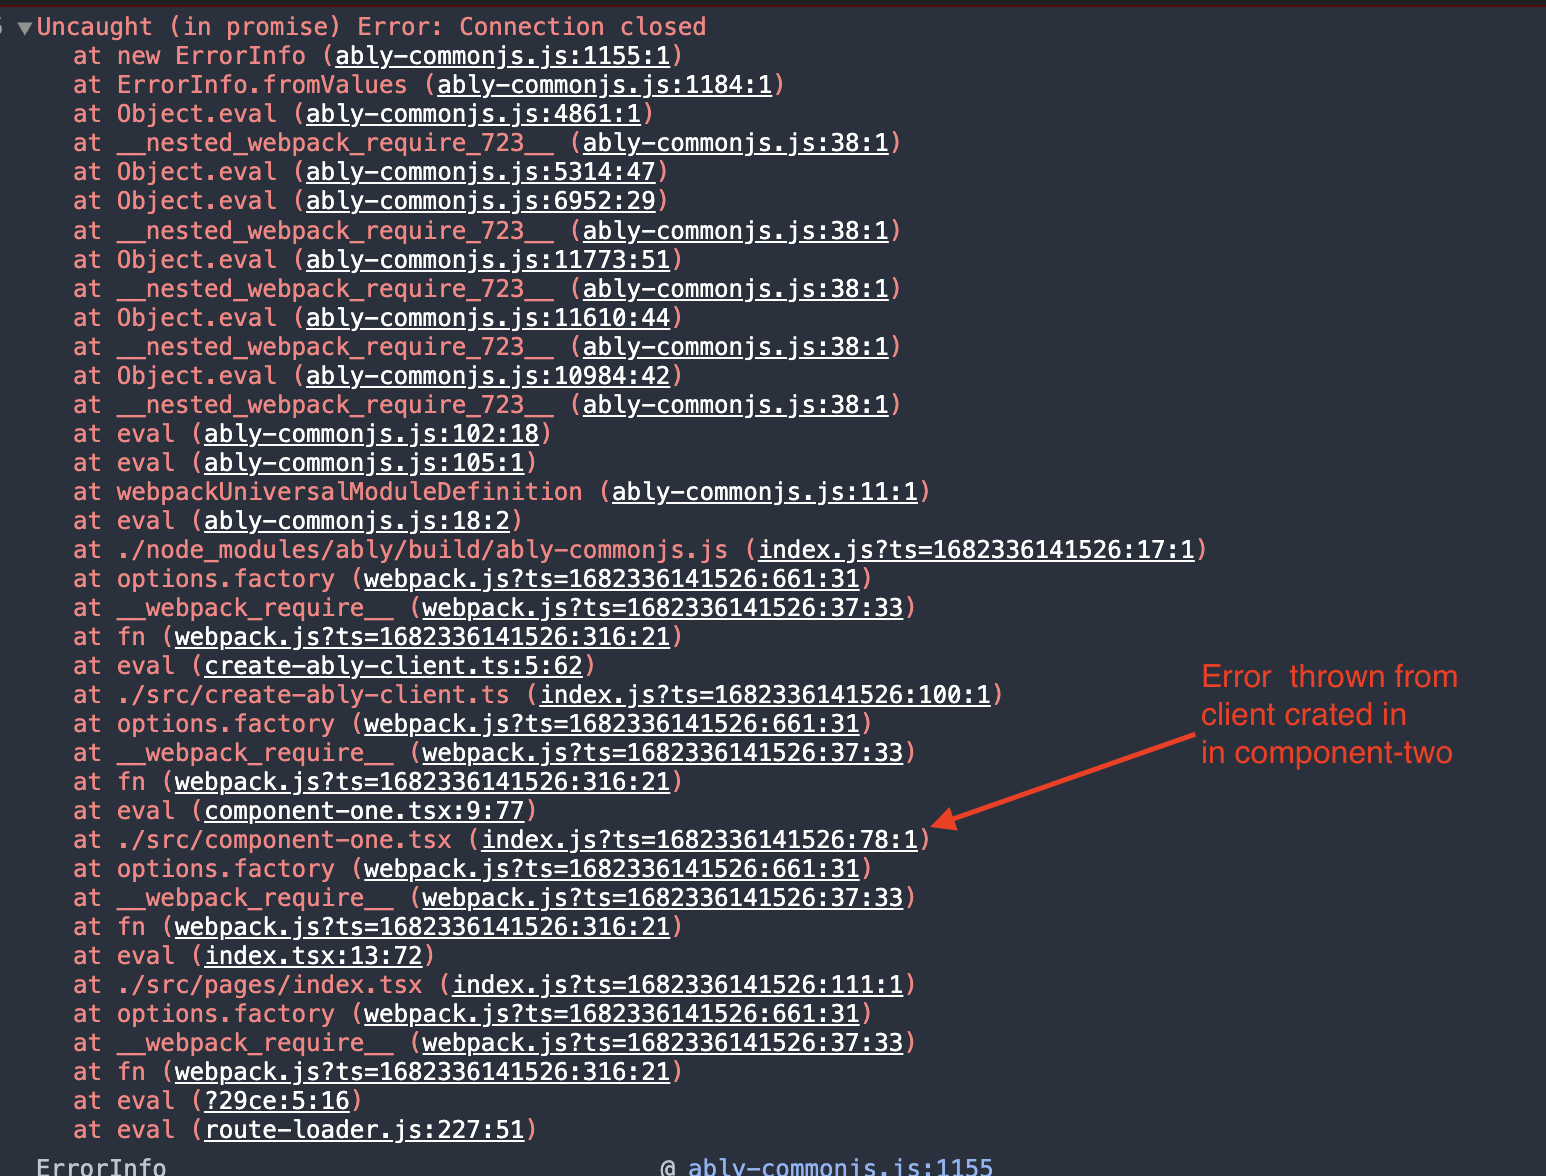 ▼Uncaught (in promise) Error: Connection closed
at new ErrorInfo (ably-commonjs.js:1155:1)
at ErrorInfo.fromValues (ably-commonjs.js:1184:1)
at Object.eval (ably-commonjs.js:4861:1)
at __nested_webpack_require_723__ (ably-commonjs.js:38:1)
at Object.eval (ably-commonjs.js:5314:47)
at Object.eval (ably-commonjs.js:6952:29)
at __nested_webpack_require_723__ (ably-commonjs.js:38:1)
at Object.eval (ably-commonjs.js:11773:51)
at __nested_webpack_require_723__ (ably-commonjs.js:38:1)
at Object.eval (ably-commonjs.js:11610:44)
at __nested_webpack_require_723__ (ably-commonjs.js:38:1)
at Object.eval (ably-commonjs.js:10984:42)
at __nested_webpack_require_723__ (ably-commonjs.js:38:1)
at eval (ably-commonjs.js:102:18)
at eval (ably-commonjs.js:105:1)
at webpackUniversalModuleDefinition (ably-commonjs.js:11:1)
at eval (ably-commonjs.js:18:2)
at ./node_modules/ably/build/ably-commonjs.js (index.js?ts=1682336141526:17:1)
at options.factory (webpack.js?ts=1682336141526:661:31)
at __webpack_require__ (webpack.js?ts=1682336141526:37:33)
at fn (webpack.js?ts=1682336141526:316:21)
at eval (create-ably-client.ts:5:62)
at ./src/create-ably-client.ts (index.js?ts=1682336141526:100:1)
at options.factory (webpack.js?ts=1682336141526:661:31)
at __webpack_require__ (webpack.js?ts=1682336141526:37:33)
at fn (webpack.js?ts=1682336141526:316:21)
at eval (component-one.tsx:9:77)
at ./src/component-one.tsx (index.js?ts=1682336141526:78:1)
at options.factory (webpack.js?ts=1682336141526:661:31)
at __webpack_require__ (webpack.js?ts=1682336141526:37:33)
at fn (webpack.js?ts=1682336141526:316:21)
at eval (index.tsx:13:72)
at ./src/pages/index.tsx (index.js?ts=1682336141526:111:1)
at options.factory (webpack.js?ts=1682336141526:661:31)
at __webpack_require__ (webpack.js?ts=1682336141526:37:33)
at fn (webpack.js?ts=1682336141526:316:21)
at eval (?29ce:5:16)
at eval (route-loader.js:227:51)
ErrorInfo @ ably-commonjs.js:1155
Error thrown from
client crated in
in component-two